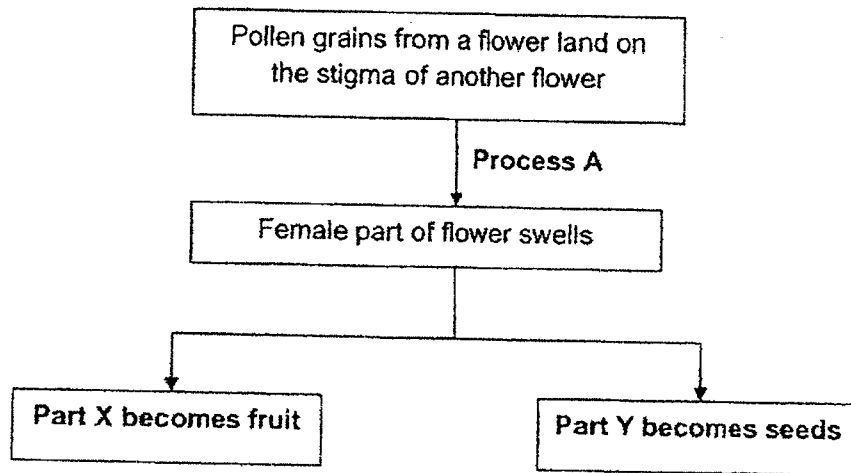 Pollen grains from a flower land on
the stigma of another flower
Process A
Female part of flower swells
Part X becomes fruit
Part Y becomes seeds